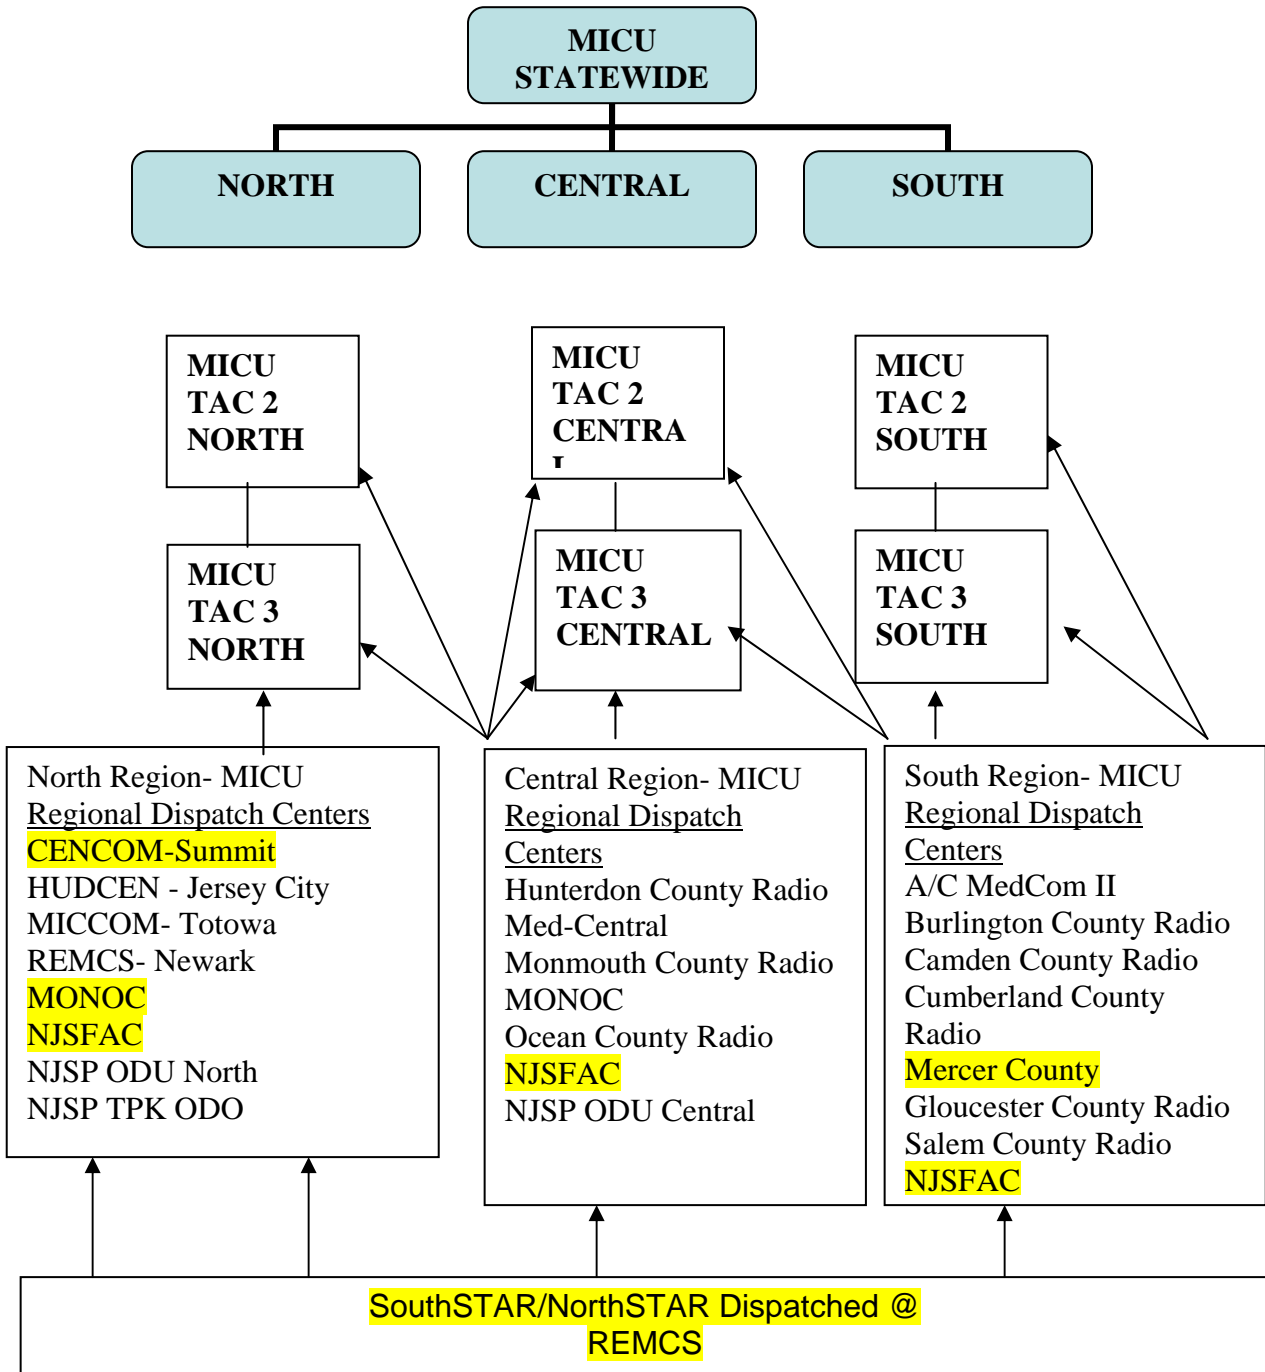 MICU
STATEWIDE
NORTH
CENTRAL
SOUTH
MICU
TAC 2
NORTH
MICU
TAC 2
CENTRA
L
MICU
TAC 2
SOUTH
MICU
TAC 3
NORTH
MICU
TAC 3
CENTRAL
MICU
TAC 3
SOUTH
North Region- MICU
Regional Dispatch Centers
CENCOM-Summit
HUDCEN - Jersey City
MICCOM- Totowa
REMCS- Newark
MONOC
NJSFAC
NJSP ODU North
NJSP TPK ODO
Central Region- MICU
Regional Dispatch
Centers
Hunterdon County Radio
Med-Central
Monmouth County Radio
MONOC
Ocean County Radio
NJSFAC
NJSP ODU Central
South Region- MICU
Regional Dispatch
Centers
A/C MedCom II
Burlington County Radio
Camden County Radio
Cumberland County
Radio
Mercer County
Gloucester County Radio
Salem County Radio
NJSFAC
SouthSTAR/NorthSTAR Dispatched @
REMCS